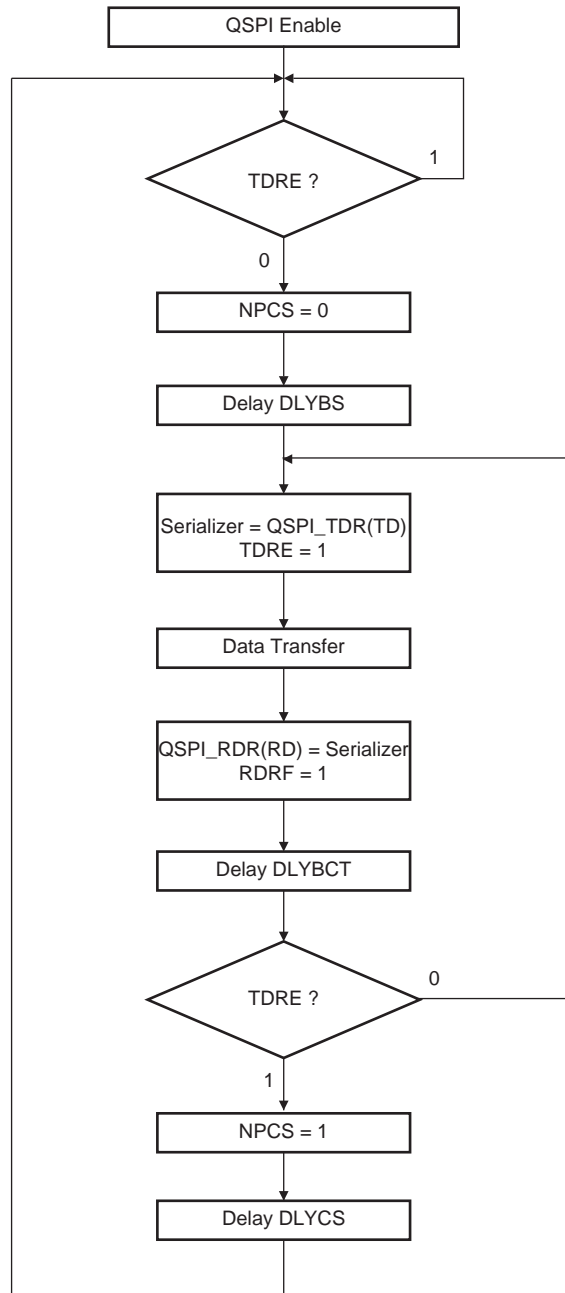 QSPI Enable
TDRE ?
1
0
NPCS = 0
Delay DLYBS
Serializer = QSPI_TDR(TD)
TDRE = 1
Data Transfer
QSPI_RDR(RD) = Serializer
RDRF = 1
Delay DLYBCT
TDRE ?
0
1
NPCS = 1
Delay DLYCS